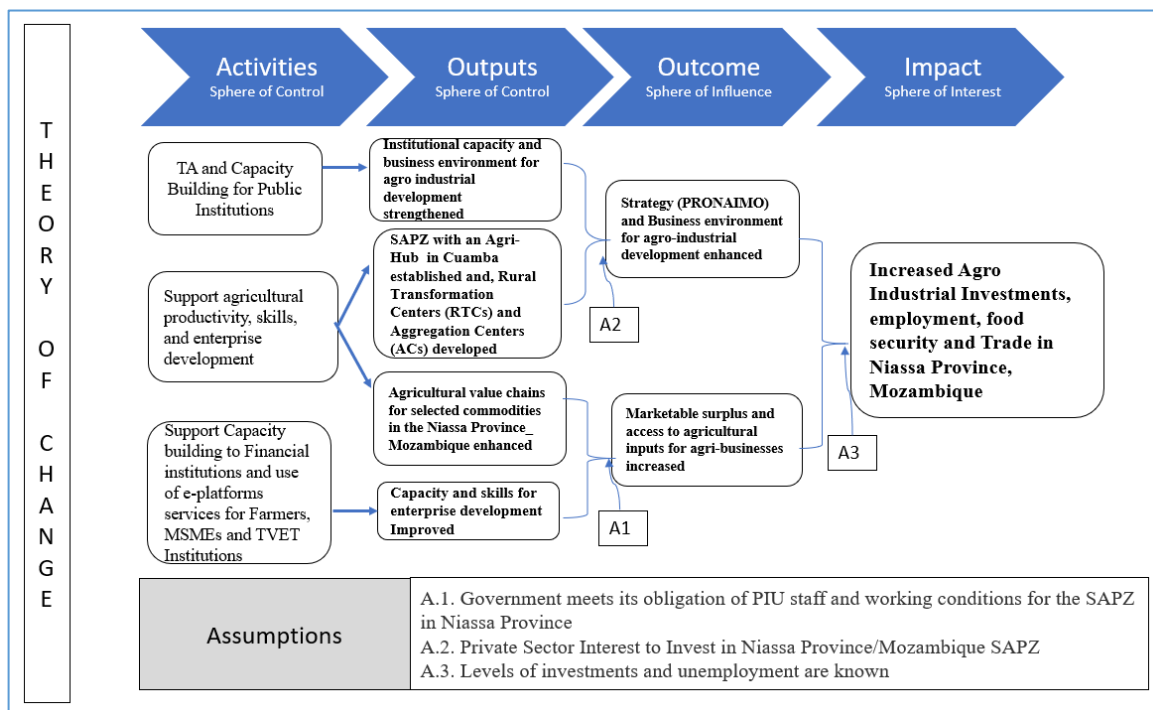 THEORY OF CHANGE
Activities
Sphere of Control
Outputs
Sphere of Control
Outcome
Sphere of Influence
Impact
Sphere of Interest
TA and Capacity
Building for Public
Institutions
Support agricultural
productivity, skills,
and enterprise
development
Support Capacity
building to Financial
institutions and use
of e-platforms
services for Farmers,
MSMEs and TVET
Institutions
Institutional capacity and
business environment for
agro industrial
development
strengthened
SAPZ with an Agri-
Hub in Cuamba
established and, Rural
Transformation
Centers (RTCs) and
Aggregation Centers
(ACs) developed
Agricultural value chains
for selected commodities
in the Niassa Province_
Mozambique enhanced
Capacity and skills for
enterprise development
Improved
Strategy (PRONAIMO)
and Business environment
for agro-industrial
development enhanced
A2
Marketable surplus and
access to agricultural
inputs for agri-businesses
increased
A1
Increased Agro
Industrial Investments,
employment, food
security and Trade in
Niassa Province,
Mozambique
A3
Assumptions
A.1. Government meets its obligation of PIU staff and working conditions for the SAPZ
in Niassa Province
A.2. Private Sector Interest to Invest in Niassa Province/Mozambique SAPZ
A.3. Levels of investments and unemployment are known